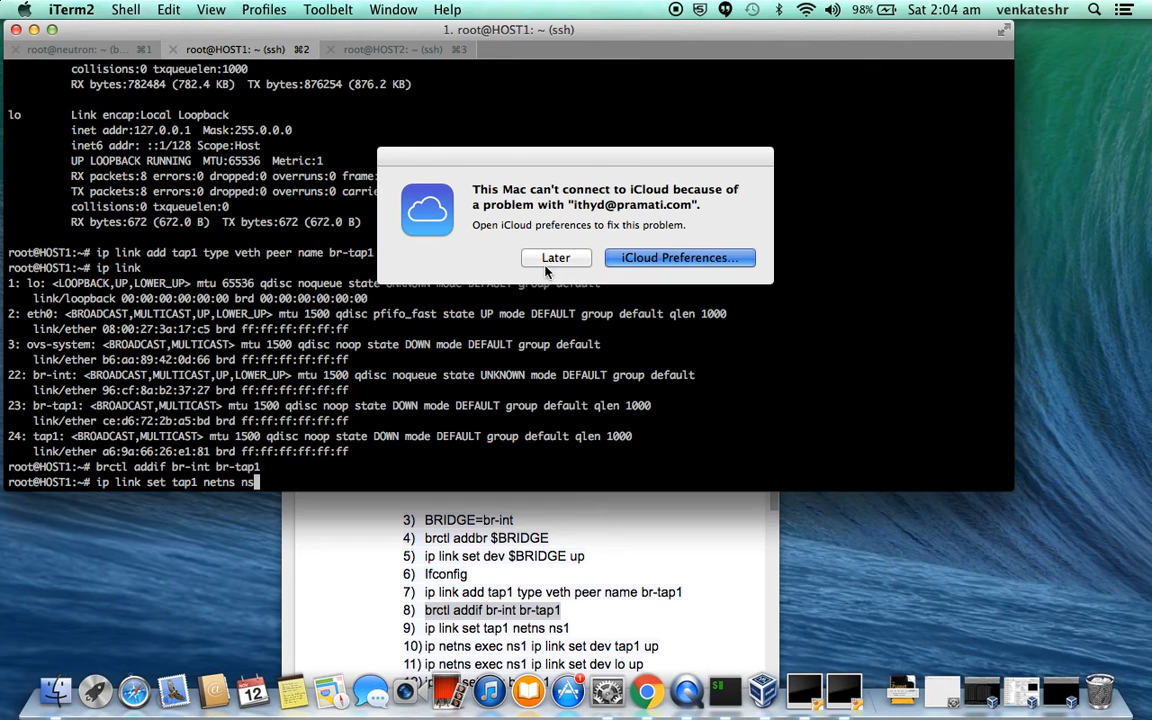 iTerm2 Shell Edit View Profiles Toolbelt Window Help 98% Sat 2:04 am venkateshr
1. root@HOST1: ~ (ssh)
root@neutron: ~ (b... ⌘1 root@HOST1: ~ (ssh) ⌘2 root@HOST2: ~ (ssh) ⌘3
collisions:0 txqueuelen:1000
RX bytes:782484 (782.4 KB) TX bytes:876254 (876.2 KB)
lo Link encap:Local Loopback
inet addr:127.0.0.1 Mask:255.0.0.0
inet6 addr: ::1/128 Scope:Host
UP LOOPBACK RUNNING MTU:65536 Metric:1
RX packets:8 errors:0 dropped:0 overruns:0 frame:
TX packets:8 errors:0 dropped:0 overruns:0 carrie
collisions:0 txqueuelen:0
RX bytes:672 (672.0 B) TX bytes:672 (672.0 B)
This Mac can't connect to iCloud because of
a problem with "ithyd@pramati.com".
Open iCloud preferences to fix this problem.
Later iCloud Preferences...
root@HOST1:~# ip link add tap1 type veth peer name br-tap1
root@HOST1:~# ip link
1: lo: <LOOPBACK,UP,LOWER_UP> mtu 65536 qdisc noqueue state UNKNOWN mode DEFAULT group default
link/loopback 00:00:00:00:00:00 brd 00:00:00:00:00:00
2: eth0: <BROADCAST,MULTICAST,UP,LOWER_UP> mtu 1500 qdisc pfifo_fast state UP mode DEFAULT group default qlen 1000
link/ether 08:00:27:3a:17:c5 brd ff:ff:ff:ff:ff:ff
3: ovs-system: <BROADCAST,MULTICAST> mtu 1500 qdisc noop state DOWN mode DEFAULT group default
link/ether b6:aa:89:42:0d:66 brd ff:ff:ff:ff:ff:ff
22: br-int: <BROADCAST,MULTICAST,UP,LOWER_UP> mtu 1500 qdisc noqueue state UNKNOWN mode DEFAULT group default
link/ether 96:cf:8a:b2:37:27 brd ff:ff:ff:ff:ff:ff
23: br-tap1: <BROADCAST,MULTICAST> mtu 1500 qdisc noop state DOWN mode DEFAULT group default qlen 1000
link/ether ce:d6:72:2b:a5:bd brd ff:ff:ff:ff:ff:ff
24: tap1: <BROADCAST,MULTICAST> mtu 1500 qdisc noop state DOWN mode DEFAULT group default qlen 1000
link/ether a6:9a:66:26:e1:81 brd ff:ff:ff:ff:ff:ff
root@HOST1:~# brctl addif br-int br-tap1
root@HOST1:~# ip link set tap1 netns ns
3) BRIDGE=br-int
4) brctl addbr $BRIDGE
5) ip link set dev $BRIDGE up
6) Ifconfig
7) ip link add tap1 type veth peer name br-tap1
8) brctl addif br-int br-tap1
9) ip link set tap1 netns ns1
10) ip netns exec ns1 ip link set dev tap1 up
11) ip netns exec ns1 ip link set dev lo up